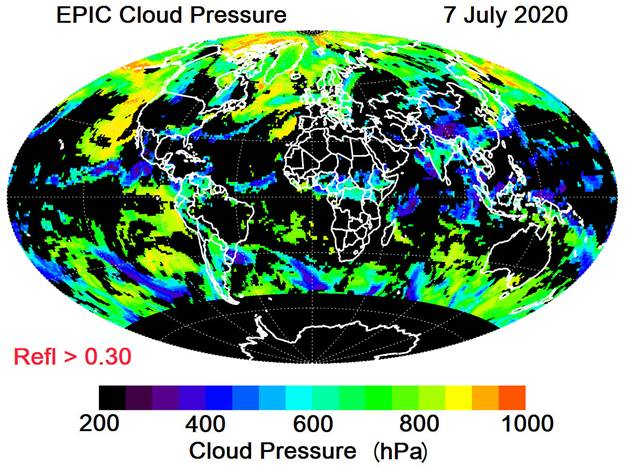 EPIC Cloud Pressure 7 July 2020
Refl > 0.30
200 400 600 800 1000
Cloud Pressure (hPa)